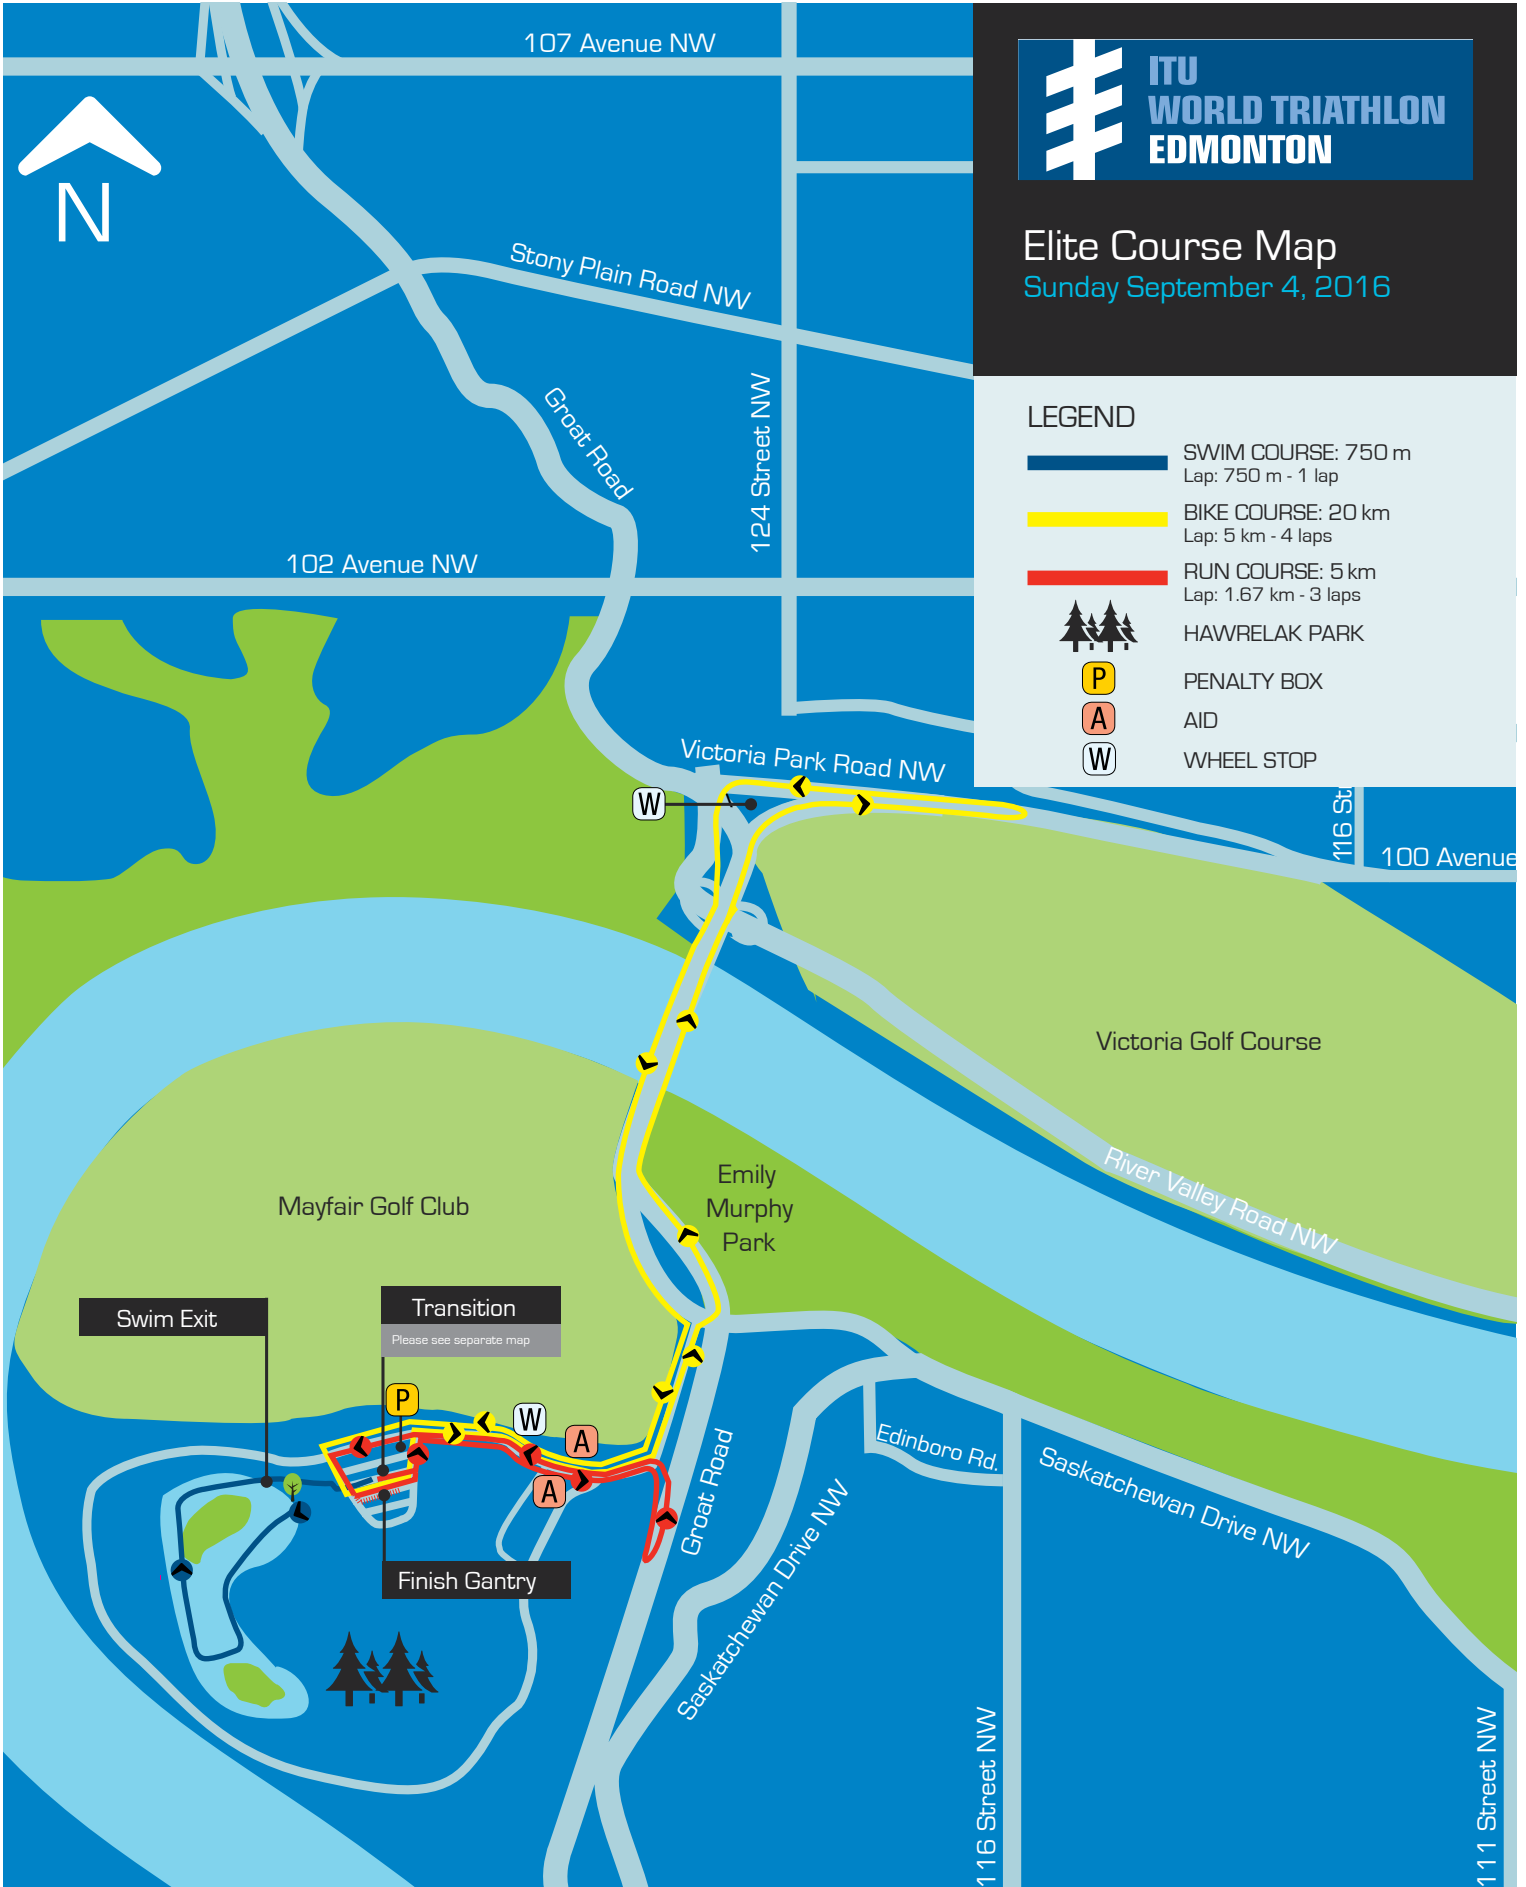 107 Avenue NW
N
ITU
WORLD TRIATHLON
EDMONTON
Elite Course Map
Sunday September 4, 2016
Stony Plain Road NW
Groat Road
124 Street NW
102 Avenue NW
LEGEND
SWIM COURSE: 750 m
Lap: 750 m - 1 lap
BIKE COURSE: 20 km
Lap: 5 km - 4 laps
RUN COURSE: 5 km
Lap: 1.67 km - 3 laps
HAWRELAK PARK
P
PENALTY BOX
A
AID
W
WHEEL STOP
Victoria Park Road NW
W
116 Str
100 Avenue
Victoria Golf Course
River Valley Road NW
Emily
Murphy
Park
Mayfair Golf Club
Swim Exit
Transition
Please see separate map
P
W
A
A
Finish Gantry
Groat Road
Edinboro Rd.
Saskatchewan Drive NW
Saskatchewan Drive NW
116 Street NW
111 Street NW